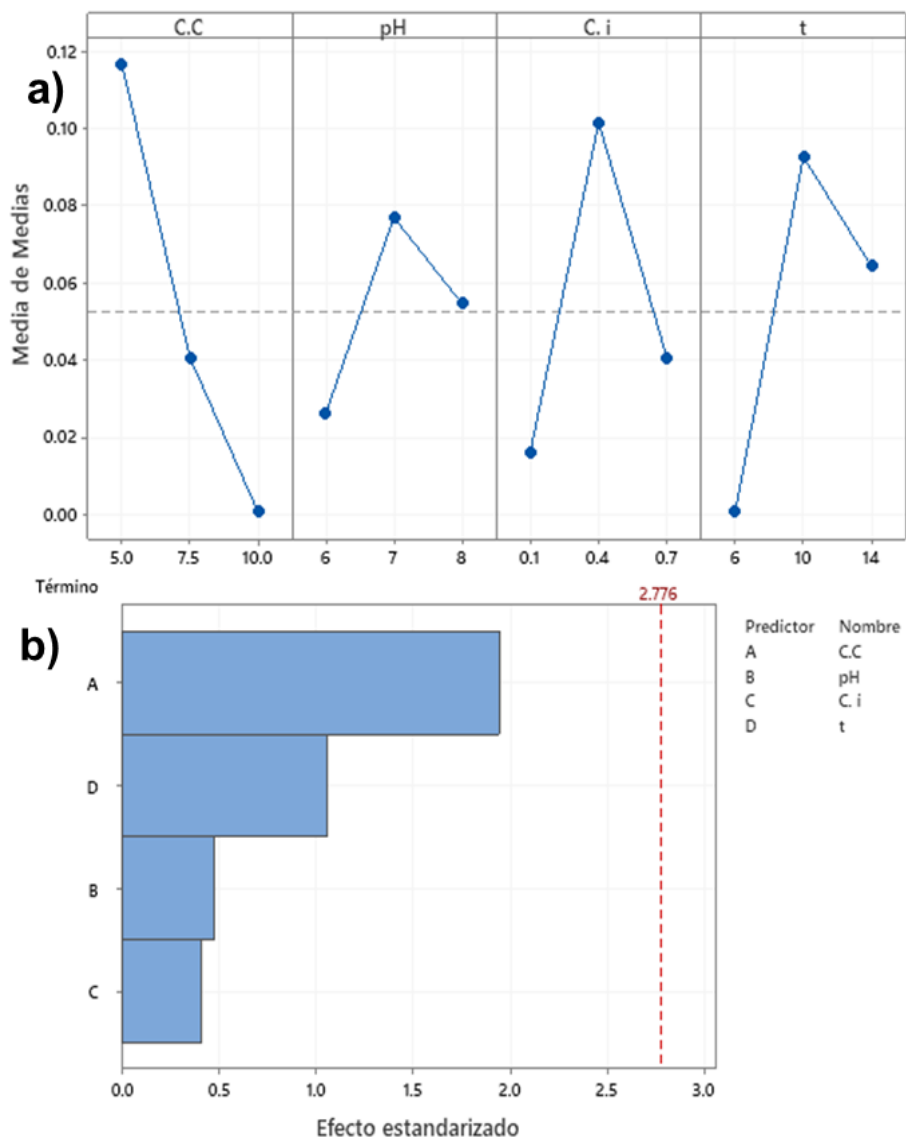 C.C pH C. i t
a)
Media de Medias
0.12
0.10
0.08
0.06
0.04
0.02
0.00
5.0 7.5 10.0 6 7 8 0.1 0.4 0.7 6 10 14
Término
b)
2.776
A
D
B
C
0.0 0.5 1.0 1.5 2.0 2.5 3.0
Efecto estandarizado
Predictor Nombre
A C.C
B pH
C C. i
D t